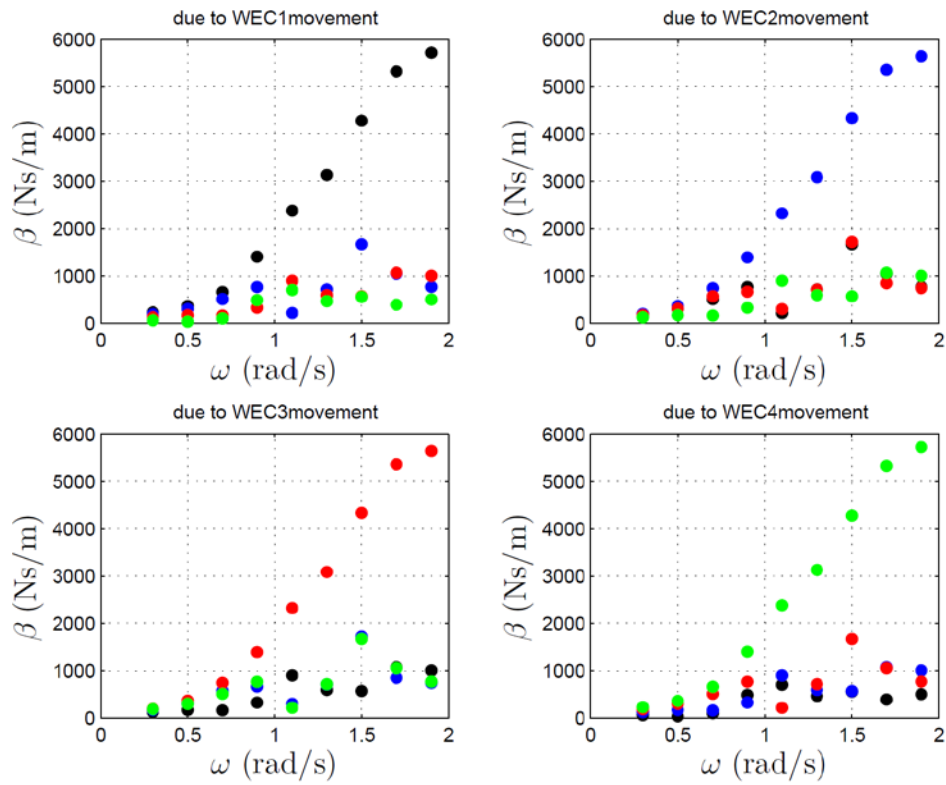 due to WEC1movement
due to WEC2movement
6000
5000
4000
3000
2000
1000
0
β (Ns/m)
0 0.5 1 1.5 2
ω (rad/s)
6000
5000
4000
3000
2000
1000
0
β (Ns/m)
0 0.5 1 1.5 2
ω (rad/s)
due to WEC3movement
due to WEC4movement
6000
5000
4000
3000
2000
1000
0
β (Ns/m)
0 0.5 1 1.5 2
ω (rad/s)
6000
5000
4000
3000
2000
1000
0
β (Ns/m)
0 0.5 1 1.5 2
ω (rad/s)